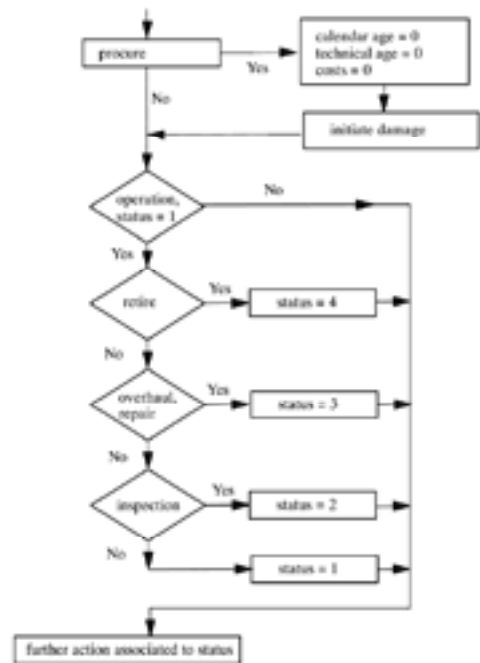 procure
Yes
calendar age = 0
technical age = 0
costs = 0
No
initiate damage
operation,
status = 1
No
Yes
retire
Yes
status = 4
No
overhaul,
repair
Yes
status = 3
No
inspection
Yes
status = 2
No
status = 1
further action associated to status